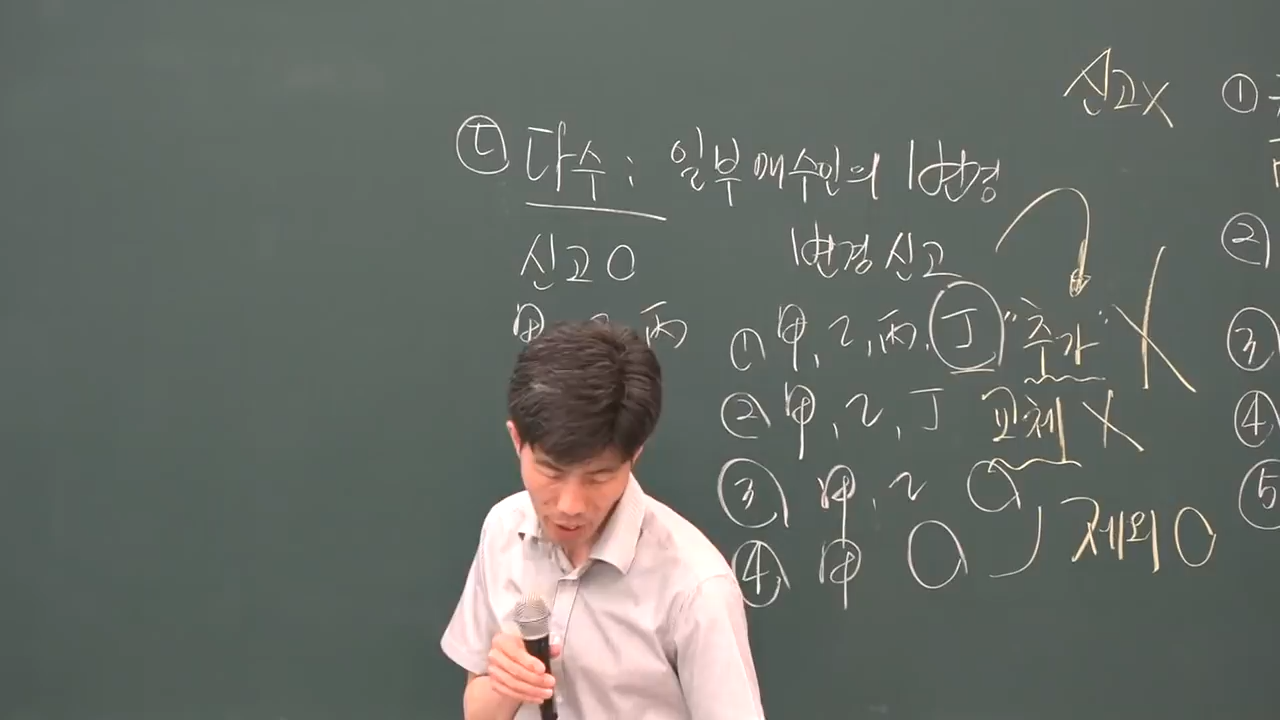 신고X
ⓒ 다수 : 일부 매수인의 변경
신고O 변경신고
甲 丙
① 甲, 乙, 丙, 丁 "추가" X
② 甲, 乙, 丁 교체 X
③ 甲, 乙 O
④ 甲 O 제외 O
①
②
③
④
⑤